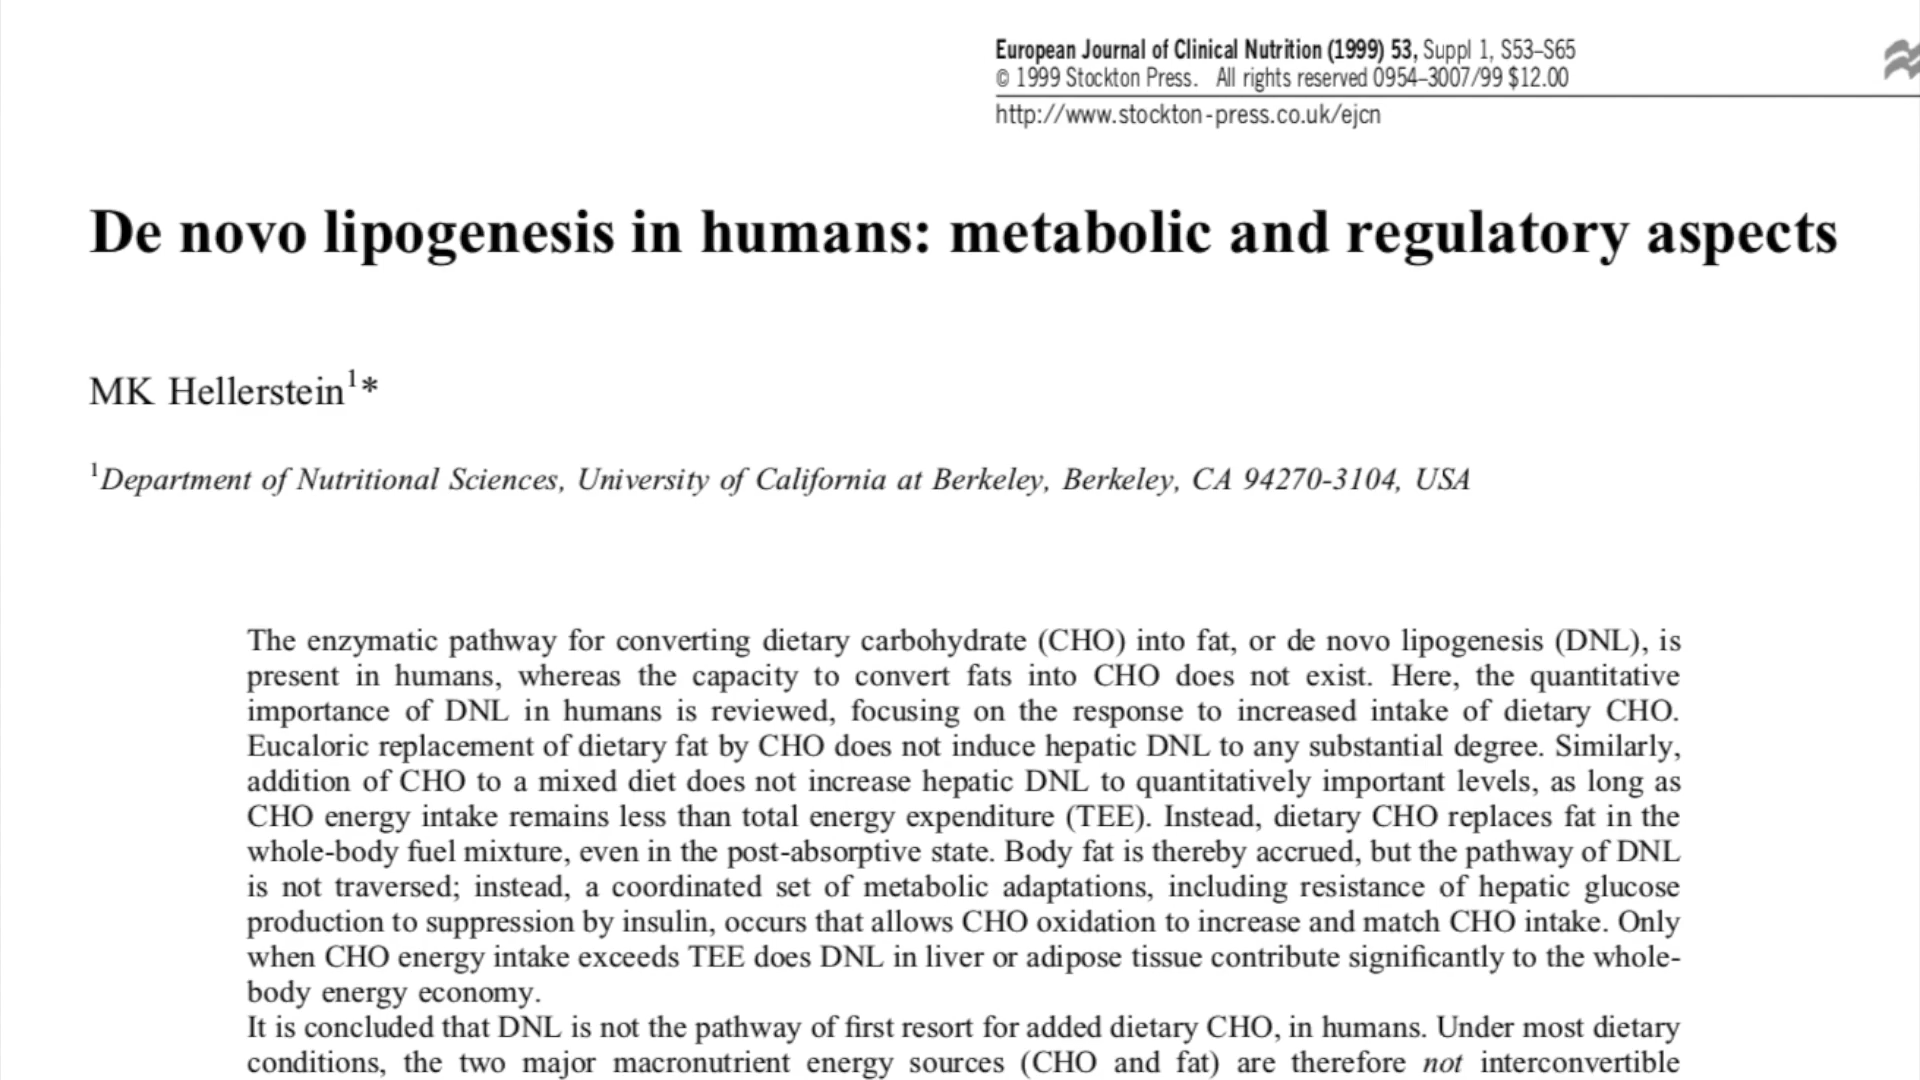 European Journal of Clinical Nutrition (1999) 53, Suppl 1, S53–S65
© 1999 Stockton Press. All rights reserved 0954–3007/99 $12.00
http://www.stockton-press.co.uk/ejcn
De novo lipogenesis in humans: metabolic and regulatory aspects
MK Hellerstein1*
1Department of Nutritional Sciences, University of California at Berkeley, Berkeley, CA 94270-3104, USA
The enzymatic pathway for converting dietary carbohydrate (CHO) into fat, or de novo lipogenesis (DNL), is
present in humans, whereas the capacity to convert fats into CHO does not exist. Here, the quantitative
importance of DNL in humans is reviewed, focusing on the response to increased intake of dietary CHO.
Eucaloric replacement of dietary fat by CHO does not induce hepatic DNL to any substantial degree. Similarly,
addition of CHO to a mixed diet does not increase hepatic DNL to quantitatively important levels, as long as
CHO energy intake remains less than total energy expenditure (TEE). Instead, dietary CHO replaces fat in the
whole-body fuel mixture, even in the post-absorptive state. Body fat is thereby accrued, but the pathway of DNL
is not traversed; instead, a coordinated set of metabolic adaptations, including resistance of hepatic glucose
production to suppression by insulin, occurs that allows CHO oxidation to increase and match CHO intake. Only
when CHO energy intake exceeds TEE does DNL in liver or adipose tissue contribute significantly to the whole-
body energy economy.
It is concluded that DNL is not the pathway of first resort for added dietary CHO, in humans. Under most dietary
conditions, the two major macronutrient energy sources (CHO and fat) are therefore not interconvertible